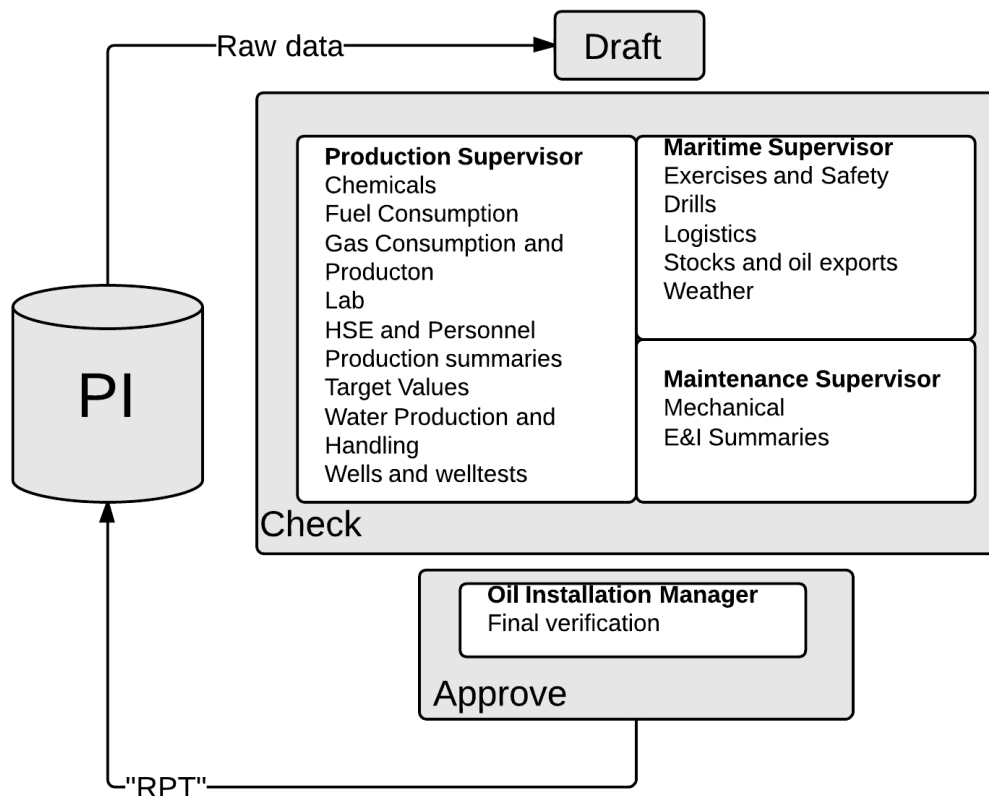 Raw data
Draft
Production Supervisor
Chemicals
Fuel Consumption
Gas Consumption and
Producton
Lab
HSE and Personnel
Production summaries
Target Values
Water Production and
Handling
Wells and welltests
Maritime Supervisor
Exercises and Safety
Drills
Logistics
Stocks and oil exports
Weather
Maintenance Supervisor
Mechanical
E&I Summaries
PI
Check
Oil Installation Manager
Final verification
Approve
"RPT"